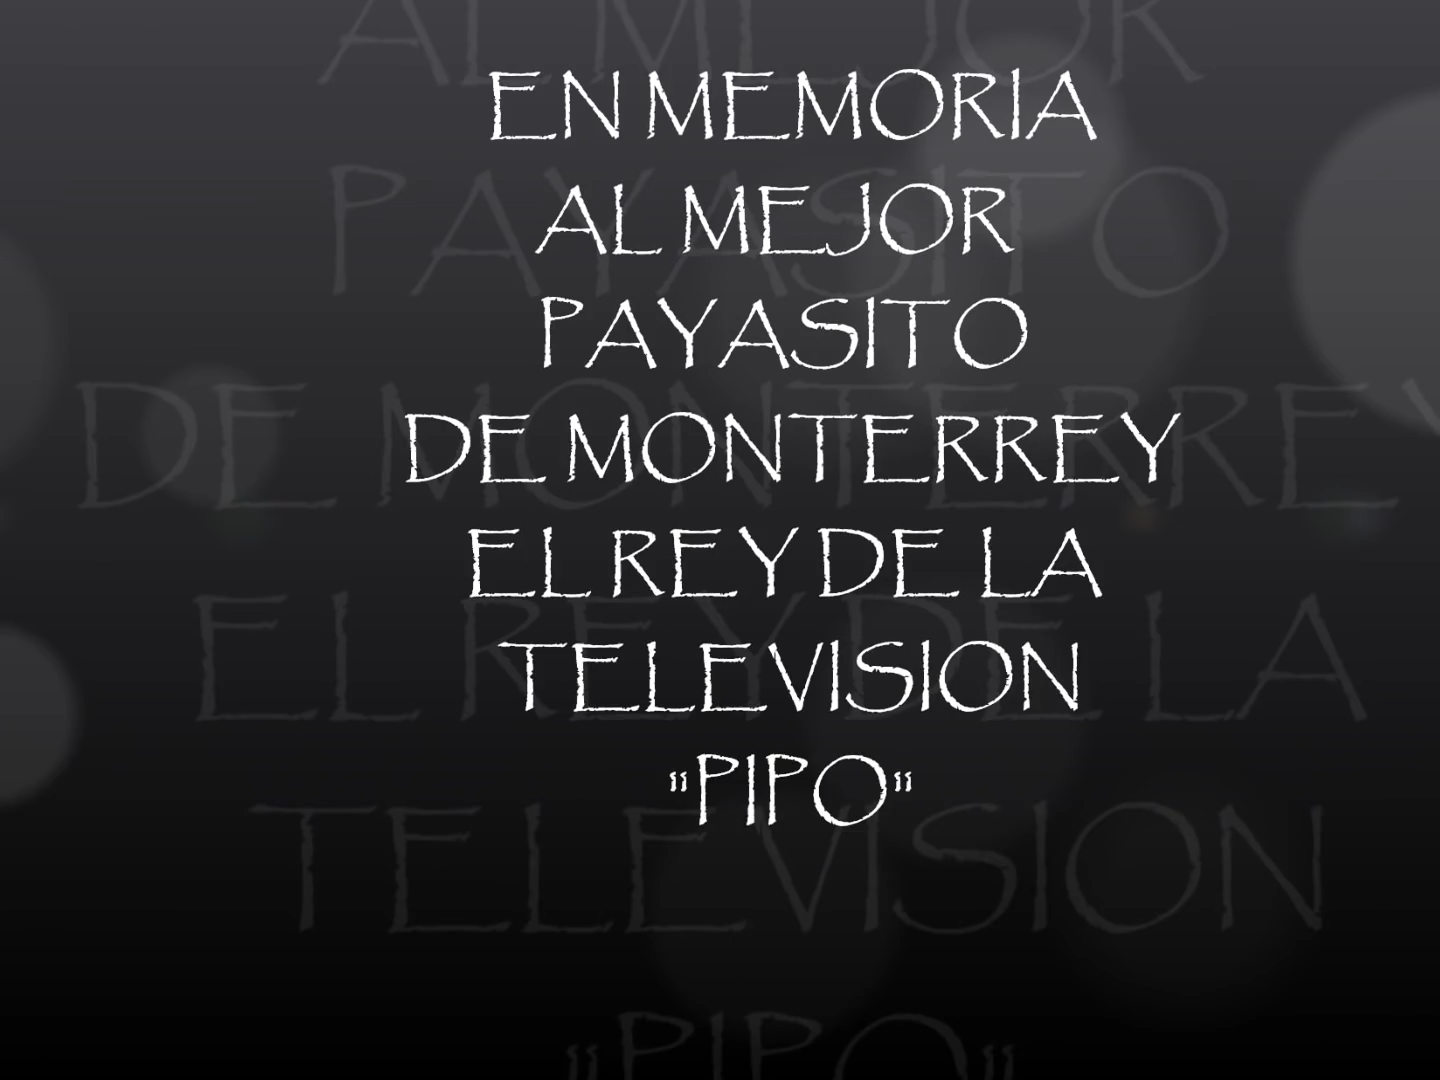 EN MEMORIA
AL MEJOR
PAYASITO
DE MONTERREY
EL REY DE LA
TELEVISION
"PIPO"